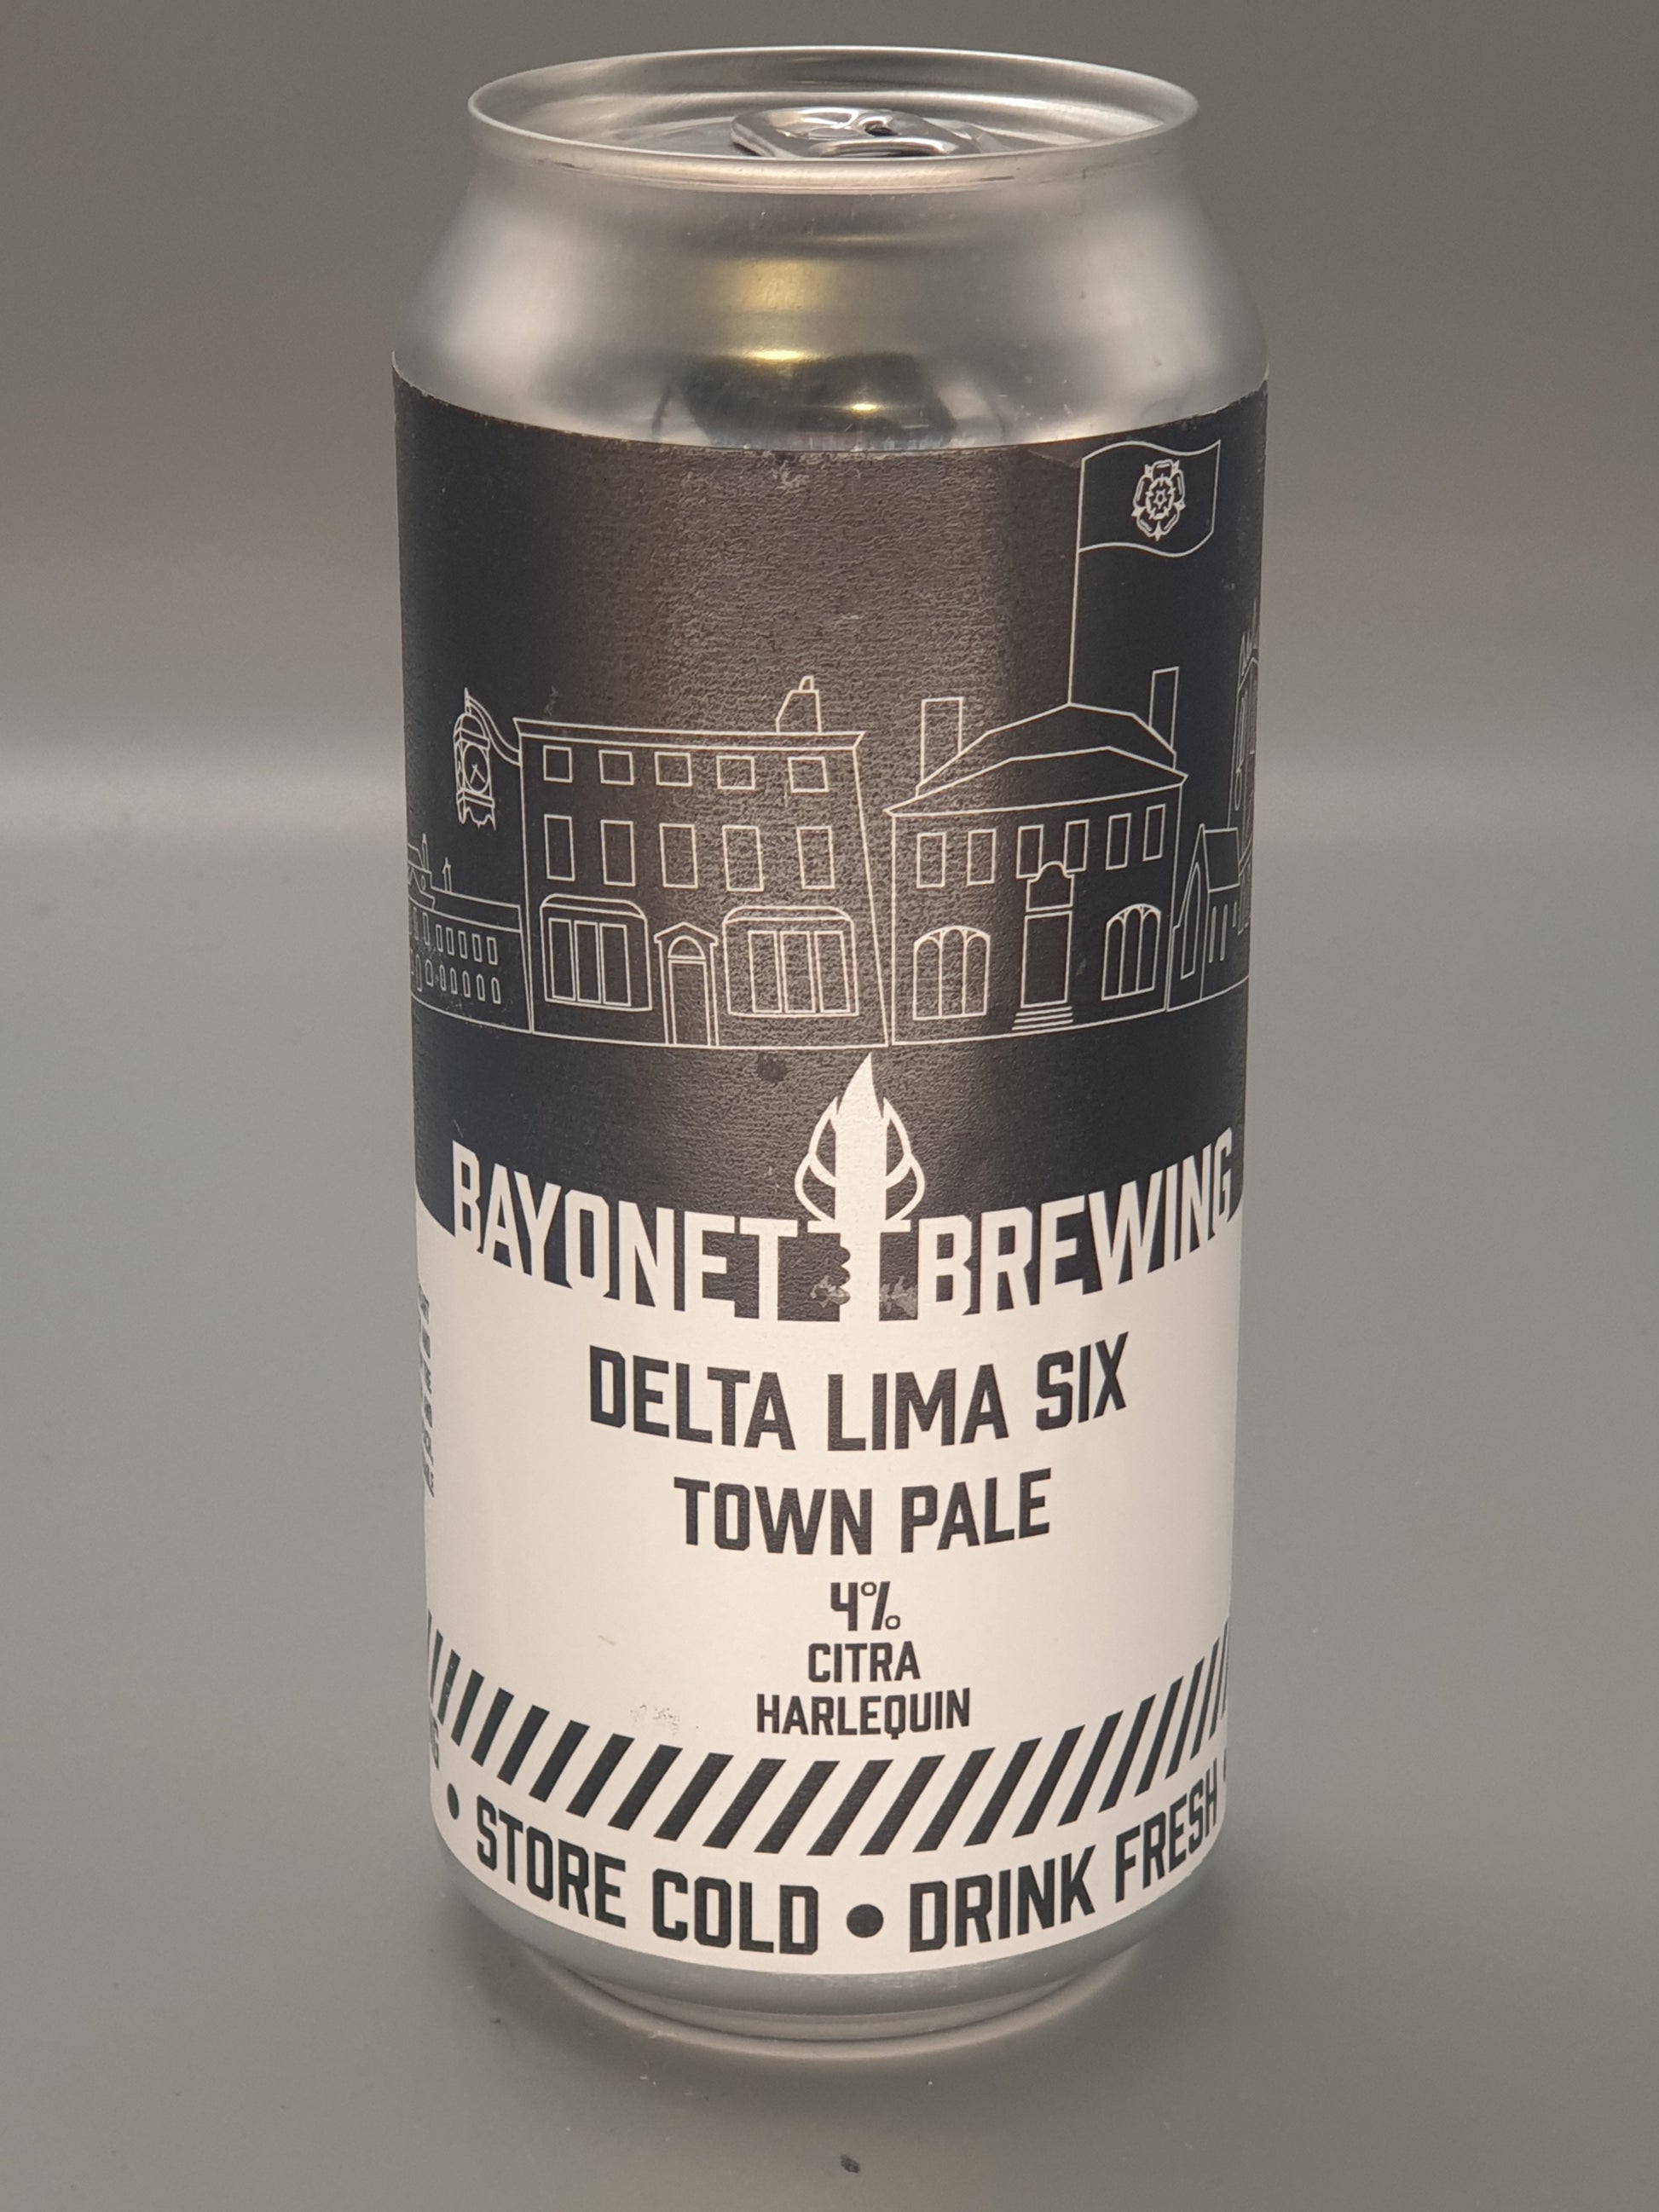 BAYONET BREWING
DELTA LIMA SIX
TOWN PALE
4%
CITRA
HARLEQUIN
• STORE COLD • DRINK FRESH